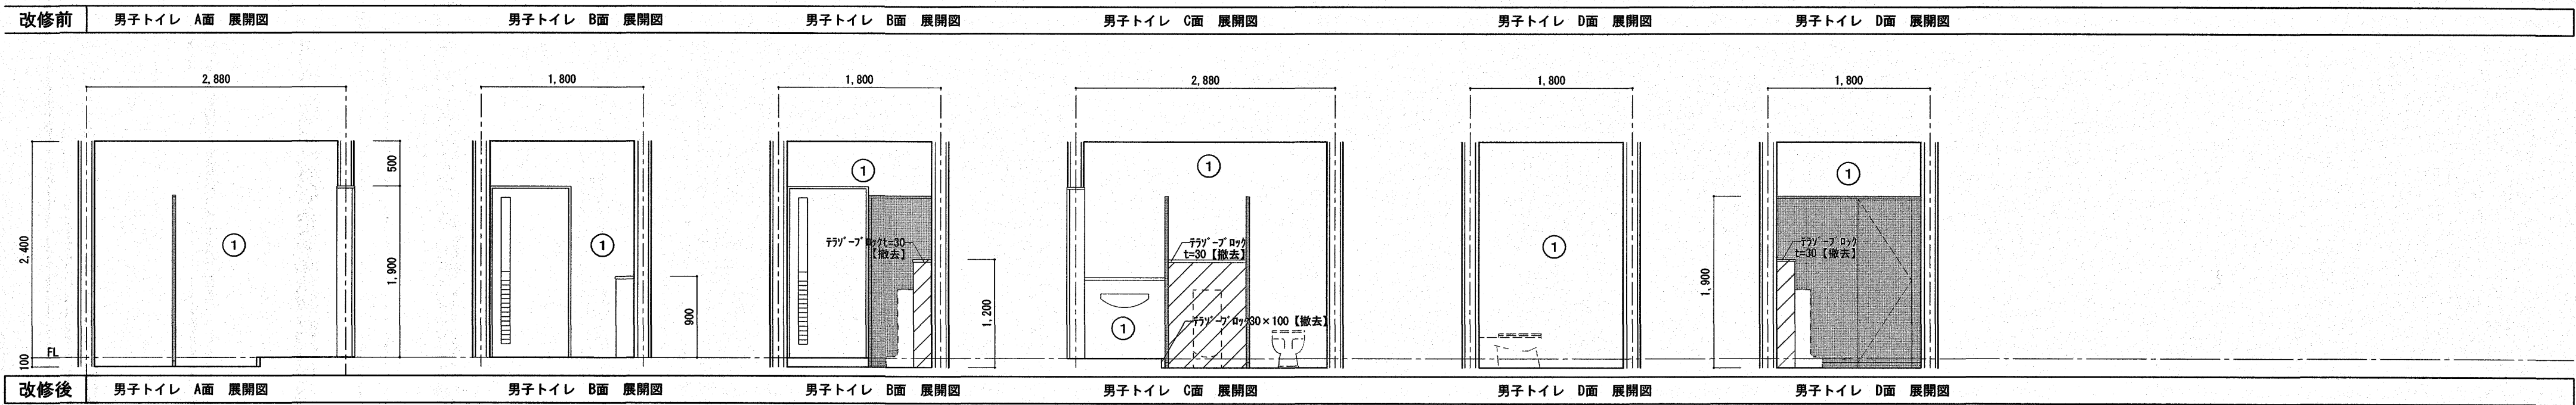 改修前 男子トイレ A面 展開図 男子トイレ B面 展開図 男子トイレ B面 展開図 男子トイレ C面 展開図 男子トイレ D面 展開図 男子トイレ D面 展開図
2,880 1,800 1,800 2,880 1,800 1,800
2,400
100
FL
①
500
1,900
①
900
①
ﾃﾗｿﾞｰﾌﾞﾛｯｸt=30
【撤去】
1,200
①
ﾃﾗｿﾞｰﾌﾞﾛｯｸ
t=30【撤去】
①
ﾃﾗｿﾞｰﾌﾞﾛｯｸ30×100【撤去】
①
1,900
①
ﾃﾗｿﾞｰﾌﾞﾛｯｸ
t=30【撤去】
改修後 男子トイレ A面 展開図 男子トイレ B面 展開図 男子トイレ B面 展開図 男子トイレ C面 展開図 男子トイレ D面 展開図 男子トイレ D面 展開図